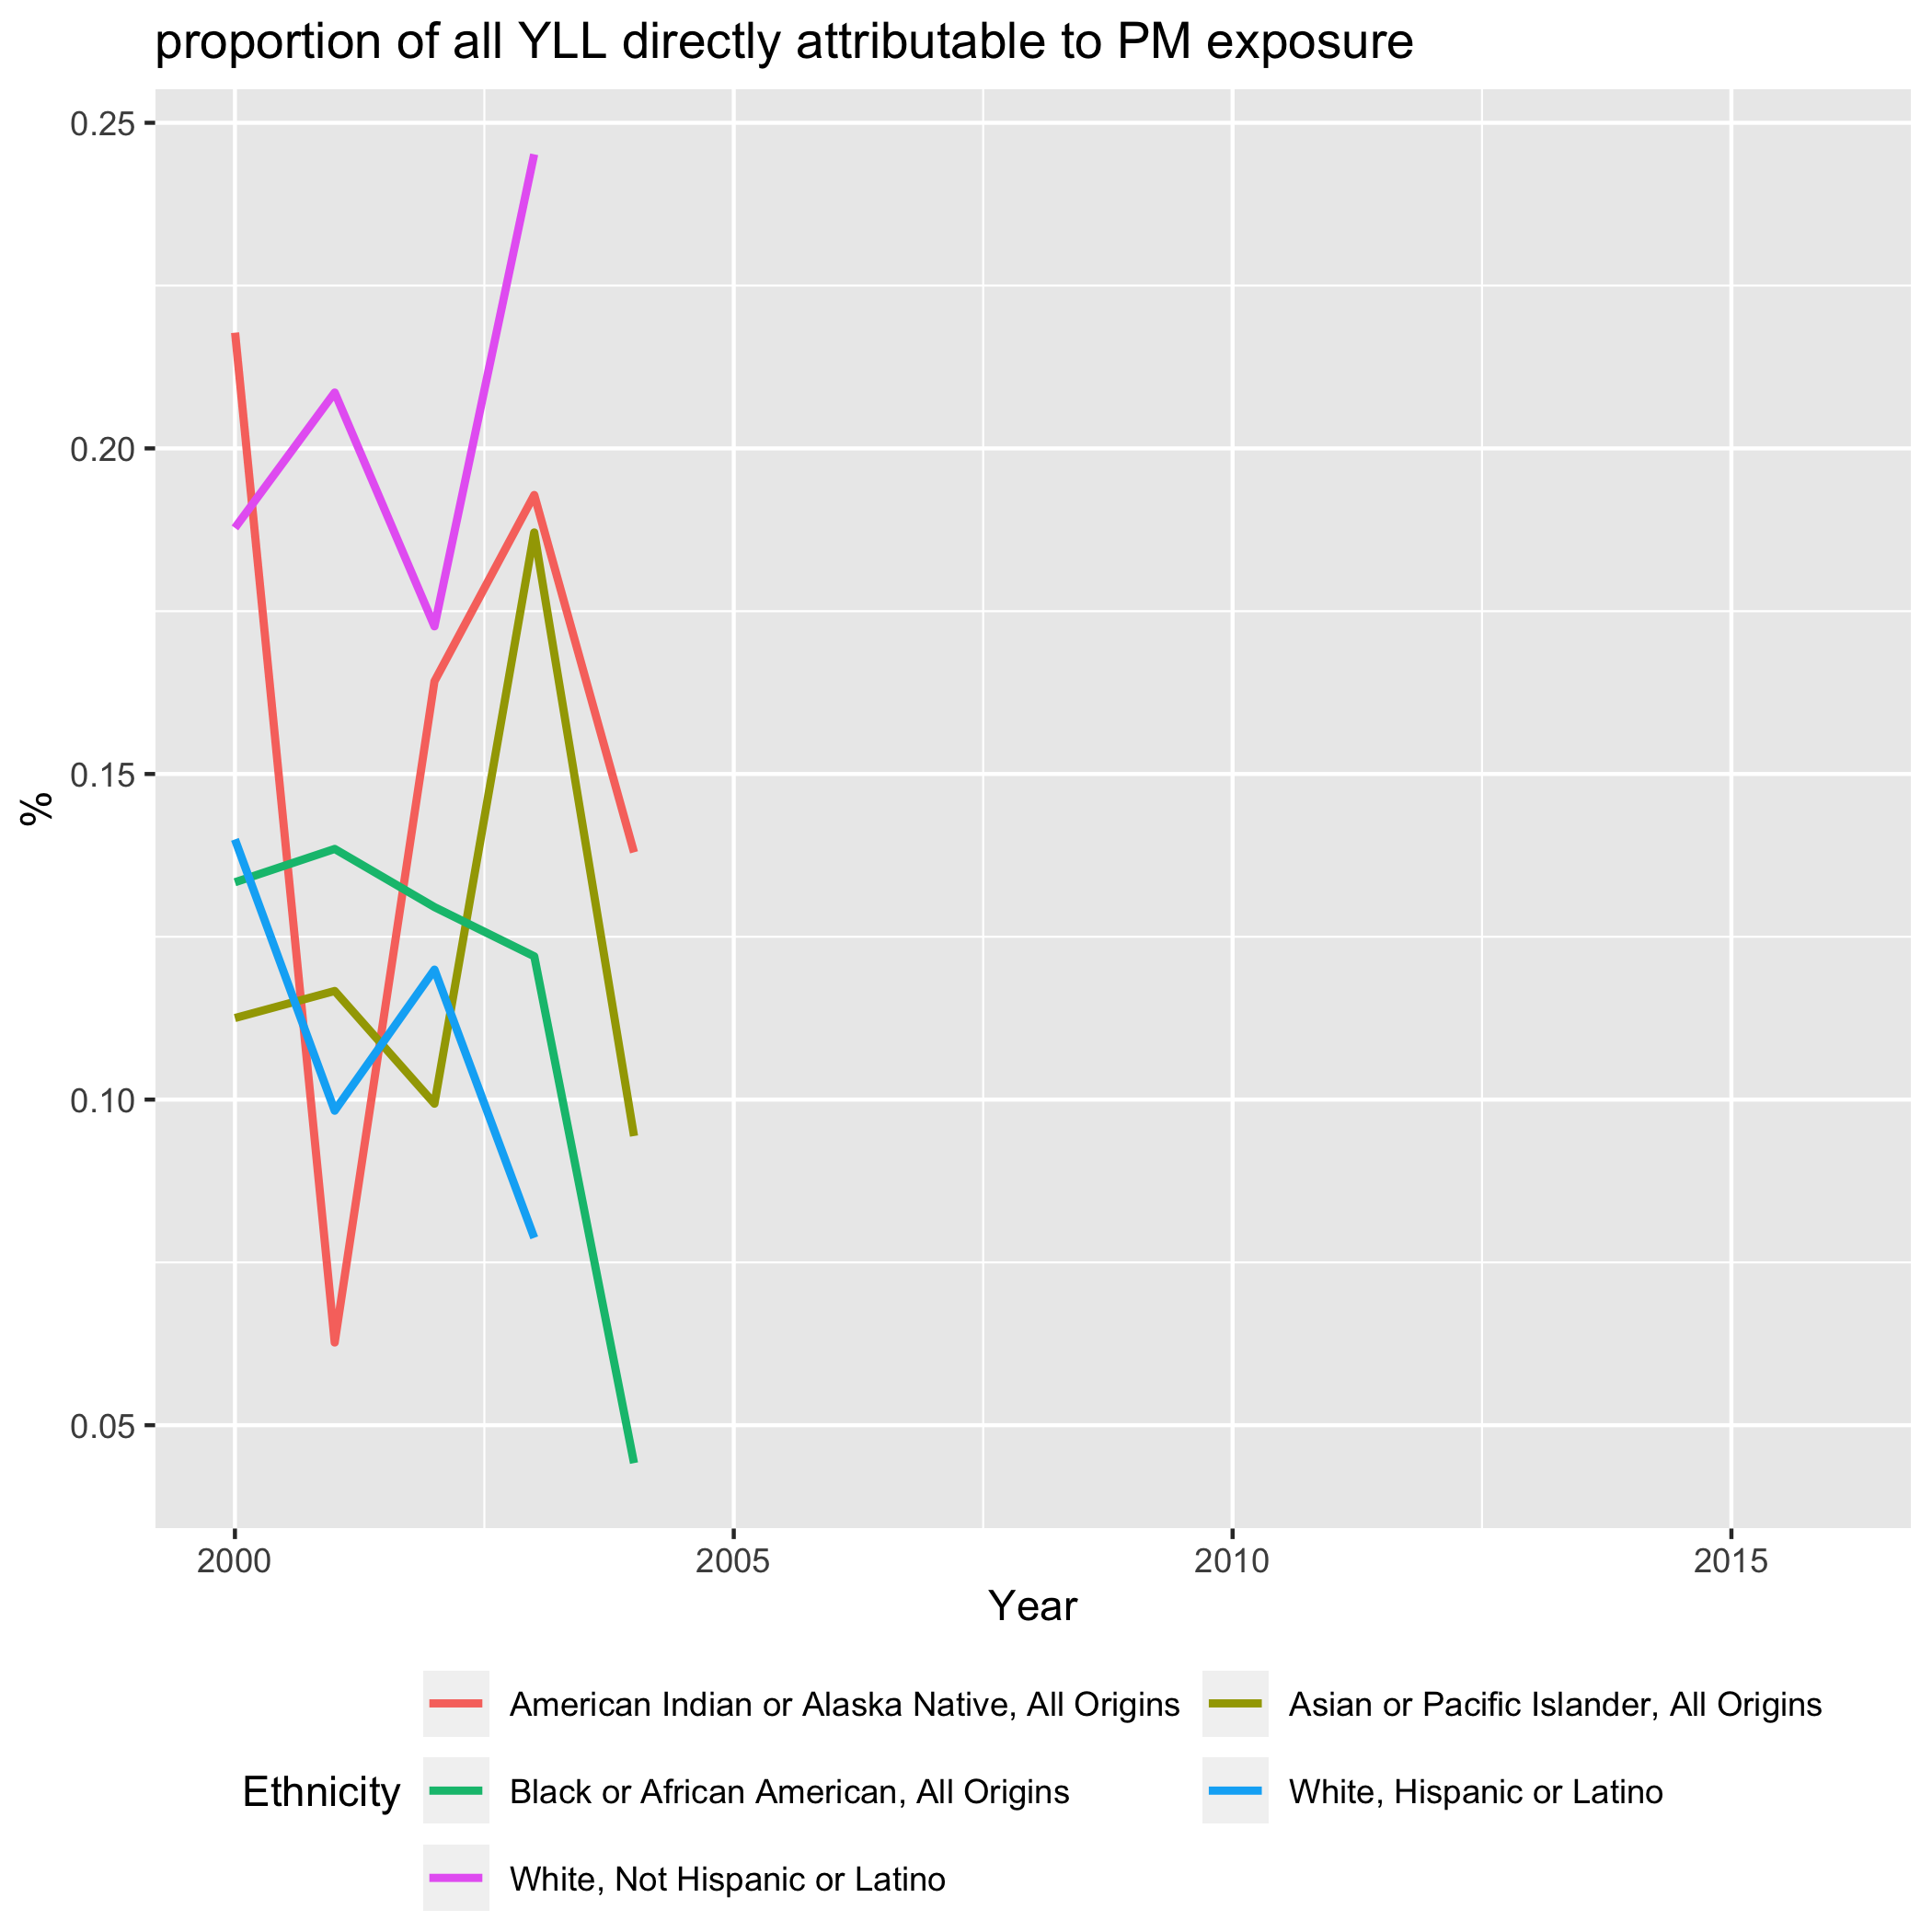 proportion of all YLL directly attributable to PM exposure
0.25
0.20
0.15
0.10
0.05
%
2000 2005 2010 2015
Year
Ethnicity
American Indian or Alaska Native, All Origins
Asian or Pacific Islander, All Origins
Black or African American, All Origins
White, Hispanic or Latino
White, Not Hispanic or Latino